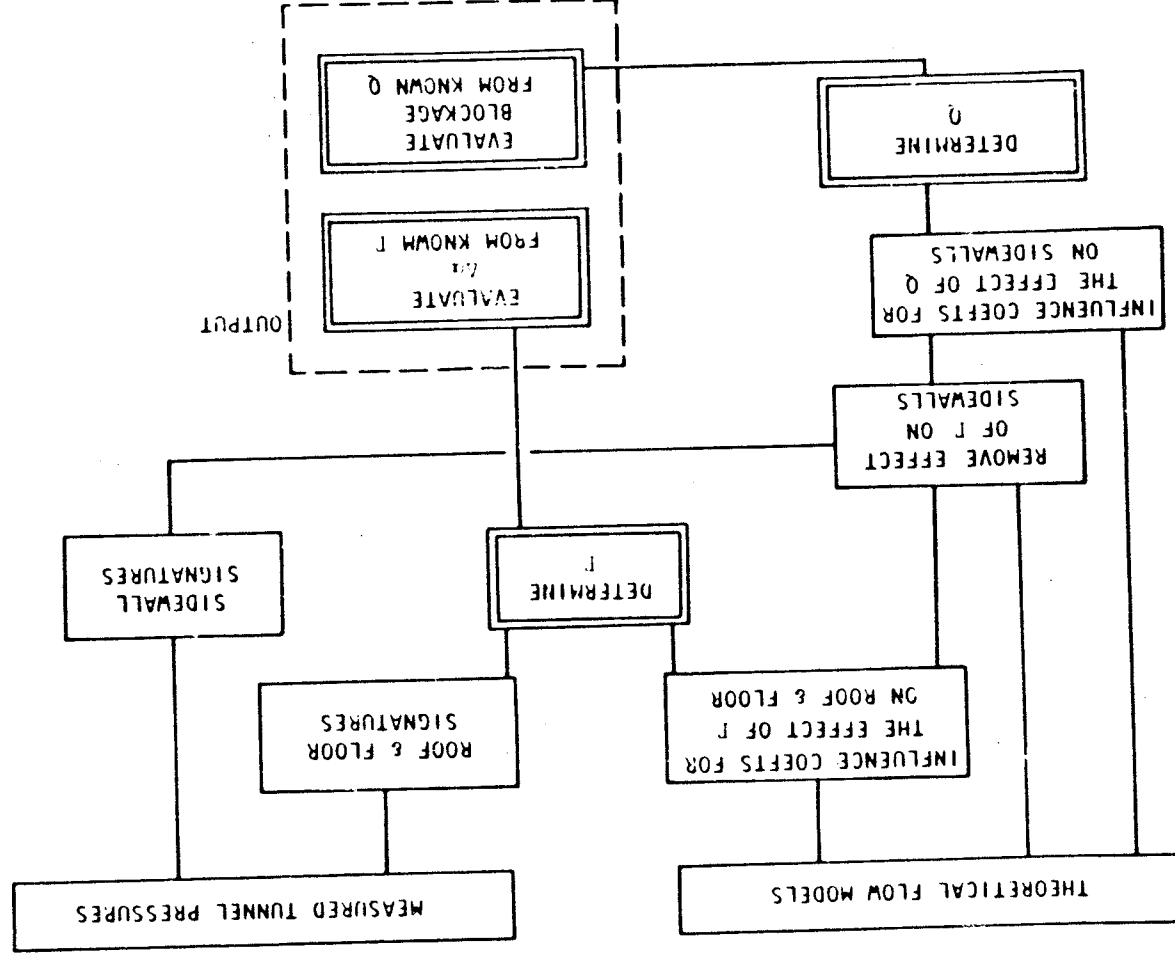 THEORETICAL FLOW MODELS
MEASURED TUNNEL PRESSURES
INFLUENCE COEFTS FOR
THE EFFECT OF Γ
ON ROOF & FLOOR
ROOF & FLOOR
SIGNATURES
SIDEWALL
SIGNATURES
DETERMINE
Γ
REMOVE EFFECT
OF Γ ON
SIDEWALLS
INFLUENCE COEFTS FOR
THE EFFECT OF Q
ON SIDEWALLS
DETERMINE
Q
OUTPUT
EVALUATE
Δα
FROM KNOWN Γ
EVALUATE
BLOCKAGE
FROM KNOWN Q